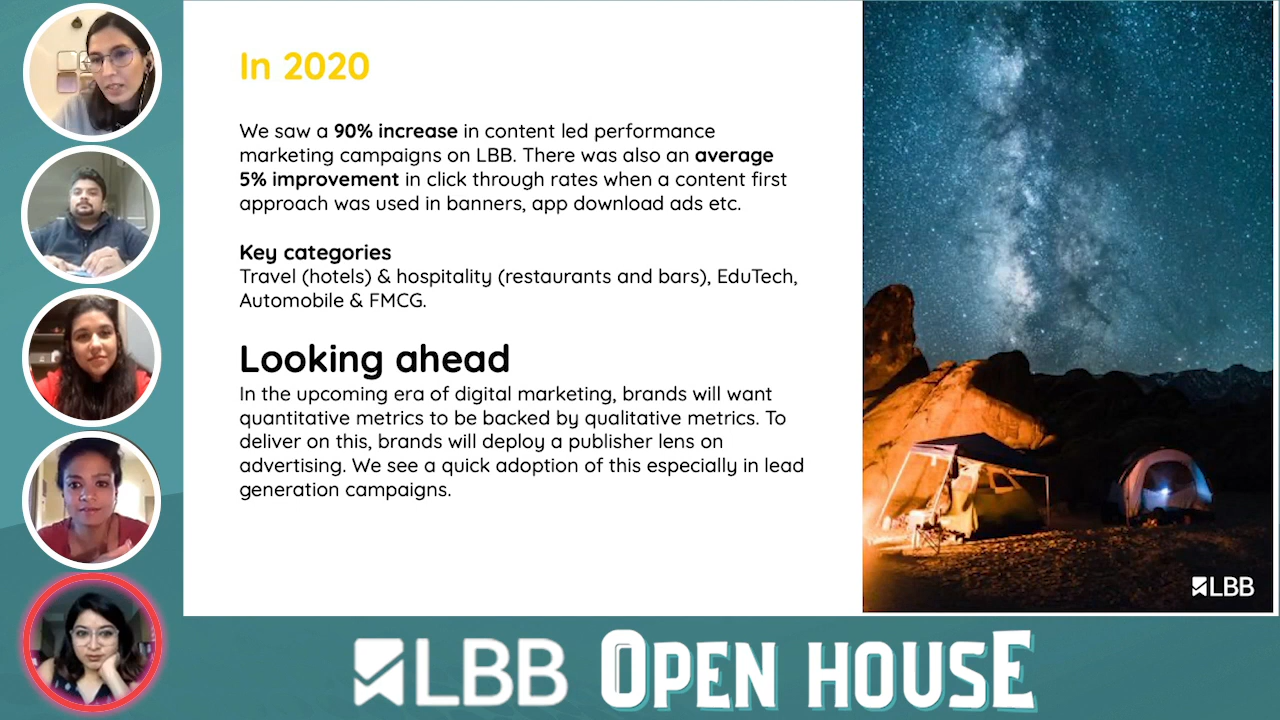 In 2020
We saw a 90% increase in content led performance
marketing campaigns on LBB. There was also an average
5% improvement in click through rates when a content first
approach was used in banners, app download ads etc.
Key categories
Travel (hotels) & hospitality (restaurants and bars), EduTech,
Automobile & FMCG.
Looking ahead
In the upcoming era of digital marketing, brands will want
quantitative metrics to be backed by qualitative metrics. To
deliver on this, brands will deploy a publisher lens on
advertising. We see a quick adoption of this especially in lead
generation campaigns.
LBB
LBB OPEN HOUSE